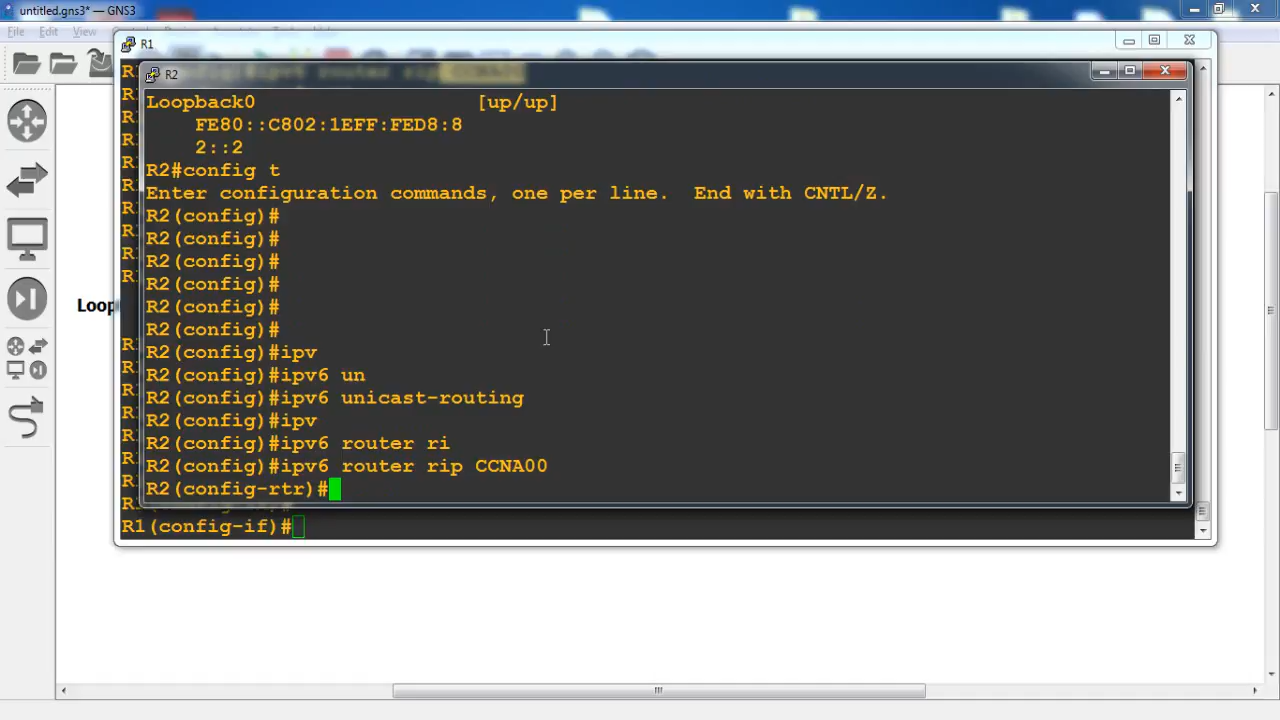 untitled.gns3* — GNS3
File Edit View
R1
R2
Loopback0 [up/up]
FE80::C802:1EFF:FED8:8
2::2
R2#config t
Enter configuration commands, one per line. End with CNTL/Z.
R2(config)#
R2(config)#
R2(config)#
R2(config)#
R2(config)#
R2(config)#
R2(config)#ipv
R2(config)#ipv6 un
R2(config)#ipv6 unicast-routing
R2(config)#ipv
R2(config)#ipv6 router ri
R2(config)#ipv6 router rip CCNA00
R2(config-rtr)#
R1(config-if)#
Loop